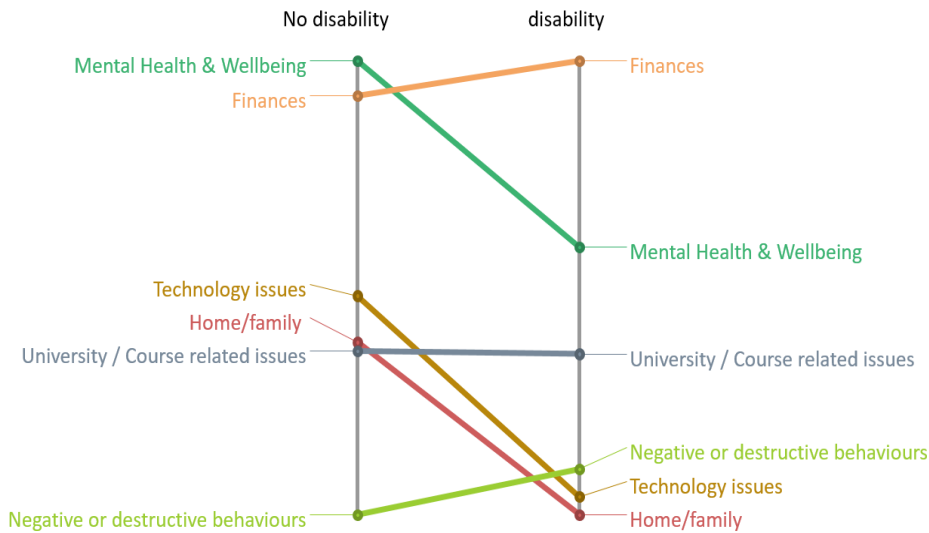 No disability
disability
Mental Health & Wellbeing
Finances
Finances
Mental Health & Wellbeing
Technology issues
Home/family
University / Course related issues
University / Course related issues
Negative or destructive behaviours
Technology issues
Negative or destructive behaviours
Home/family